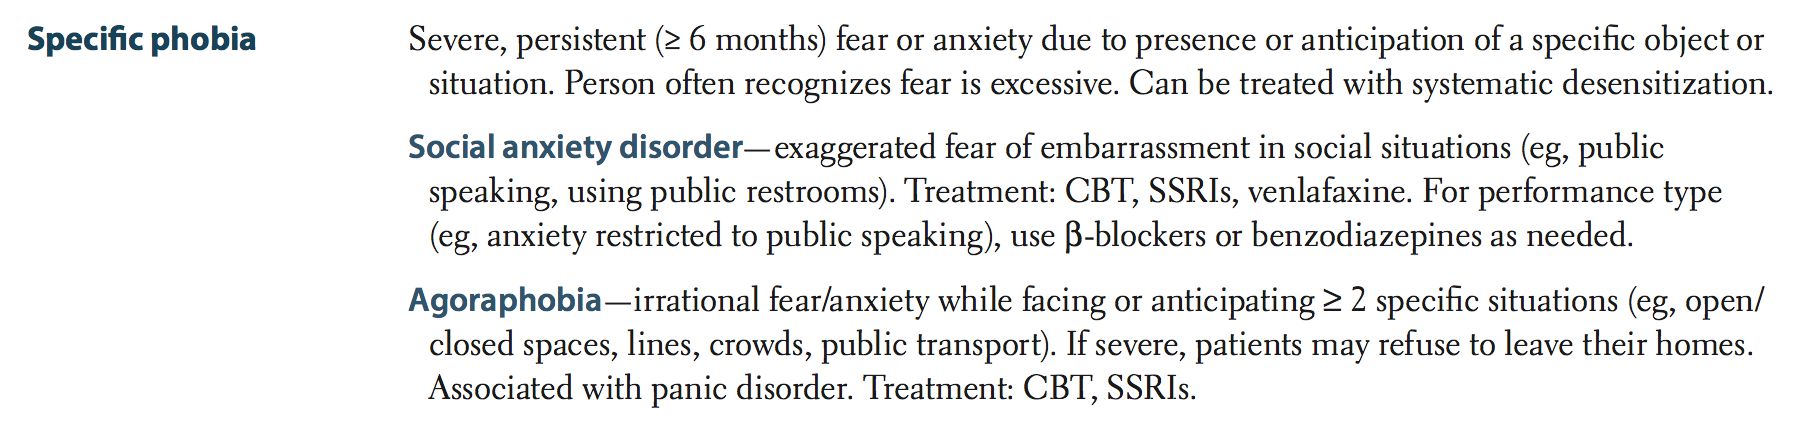 Specific phobia
Severe, persistent (≥ 6 months) fear or anxiety due to presence or anticipation of a specific object or
situation. Person often recognizes fear is excessive. Can be treated with systematic desensitization.
Social anxiety disorder—exaggerated fear of embarrassment in social situations (eg, public
speaking, using public restrooms). Treatment: CBT, SSRIs, venlafaxine. For performance type
(eg, anxiety restricted to public speaking), use β-blockers or benzodiazepines as needed.
Agoraphobia—irrational fear/anxiety while facing or anticipating ≥ 2 specific situations (eg, open/
closed spaces, lines, crowds, public transport). If severe, patients may refuse to leave their homes.
Associated with panic disorder. Treatment: CBT, SSRIs.